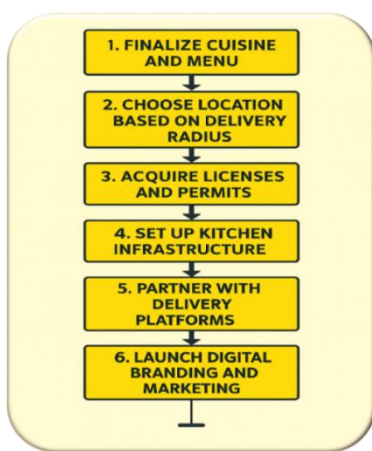 1. FINALIZE CUISINE
AND MENU
2. CHOOSE LOCATION
BASED ON DELIVERY
RADIUS
3. ACQUIRE LICENSES
AND PERMITS
4. SET UP KITCHEN
INFRASTRUCTURE
5. PARTNER WITH
DELIVERY
PLATFORMS
6. LAUNCH DIGITAL
BRANDING AND
MARKETING